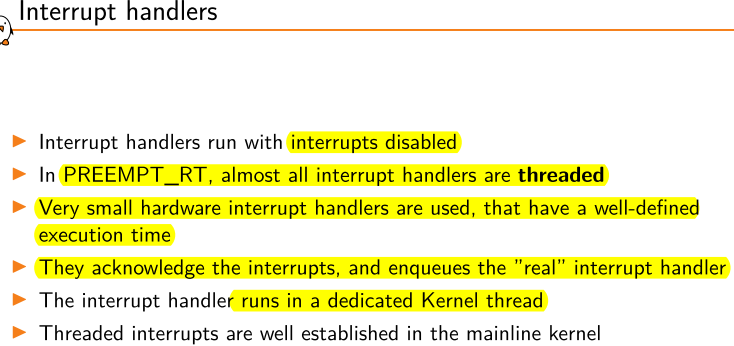 Interrupt handlers
Interrupt handlers run with interrupts disabled
In PREEMPT_RT, almost all interrupt handlers are threaded
Very small hardware interrupt handlers are used, that have a well-defined
execution time
They acknowledge the interrupts, and enqueues the ”real” interrupt handler
The interrupt handler runs in a dedicated Kernel thread
Threaded interrupts are well established in the mainline kernel